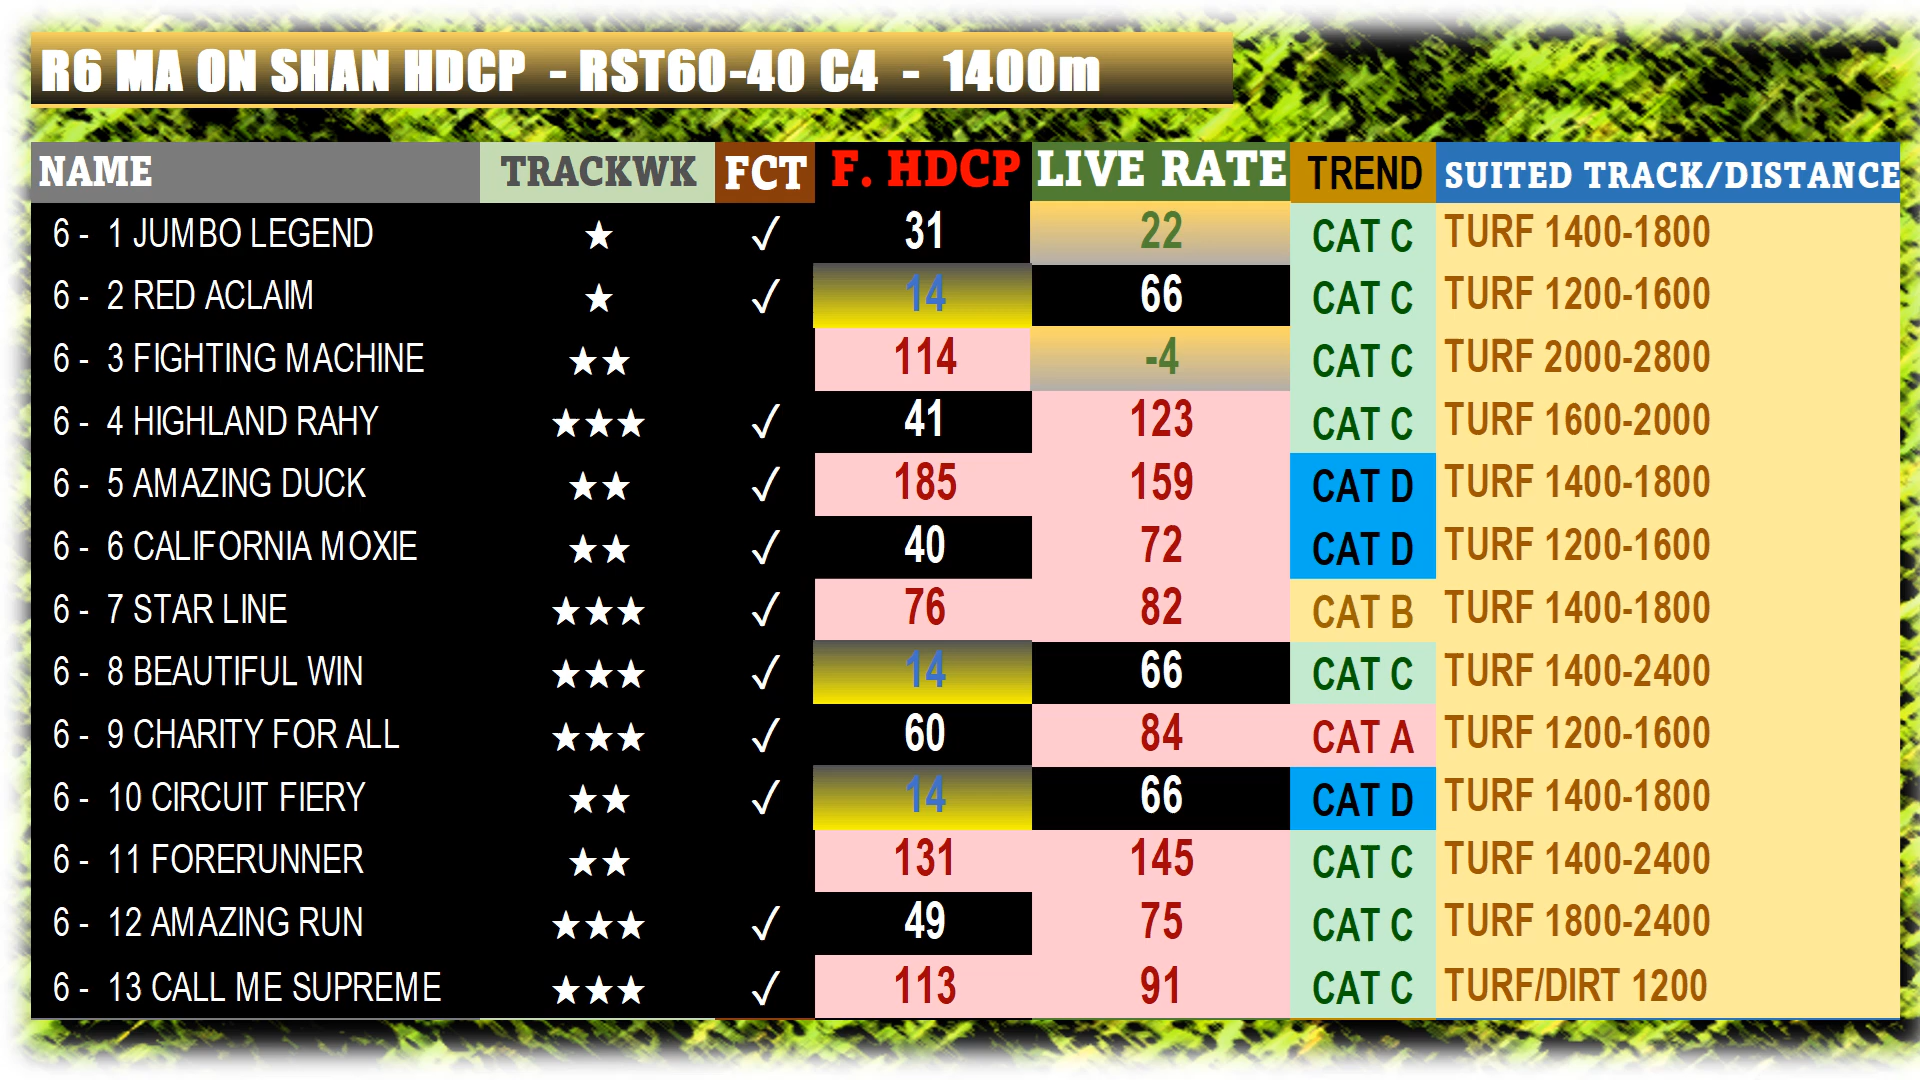 R6 MA ON SHAN HDCP - RST60-40 C4 - 1400m
NAME TRACKWK FCT F. HDCP LIVE RATE TREND SUITED TRACK/DISTANCE
6 - 1 JUMBO LEGEND ★ ✓ 31 22 CAT C TURF 1400-1800
6 - 2 RED ACLAIM ★ ✓ 14 66 CAT C TURF 1200-1600
6 - 3 FIGHTING MACHINE ★★ 114 -4 CAT C TURF 2000-2800
6 - 4 HIGHLAND RAHY ★★★ ✓ 41 123 CAT C TURF 1600-2000
6 - 5 AMAZING DUCK ★★ ✓ 185 159 CAT D TURF 1400-1800
6 - 6 CALIFORNIA MOXIE ★★ ✓ 40 72 CAT D TURF 1200-1600
6 - 7 STAR LINE ★★★ ✓ 76 82 CAT B TURF 1400-1800
6 - 8 BEAUTIFUL WIN ★★★ ✓ 14 66 CAT C TURF 1400-2400
6 - 9 CHARITY FOR ALL ★★★ ✓ 60 84 CAT A TURF 1200-1600
6 - 10 CIRCUIT FIERY ★★ ✓ 14 66 CAT D TURF 1400-1800
6 - 11 FORERUNNER ★★ 131 145 CAT C TURF 1400-2400
6 - 12 AMAZING RUN ★★★ ✓ 49 75 CAT C TURF 1800-2400
6 - 13 CALL ME SUPREME ★★★ ✓ 113 91 CAT C TURF/DIRT 1200